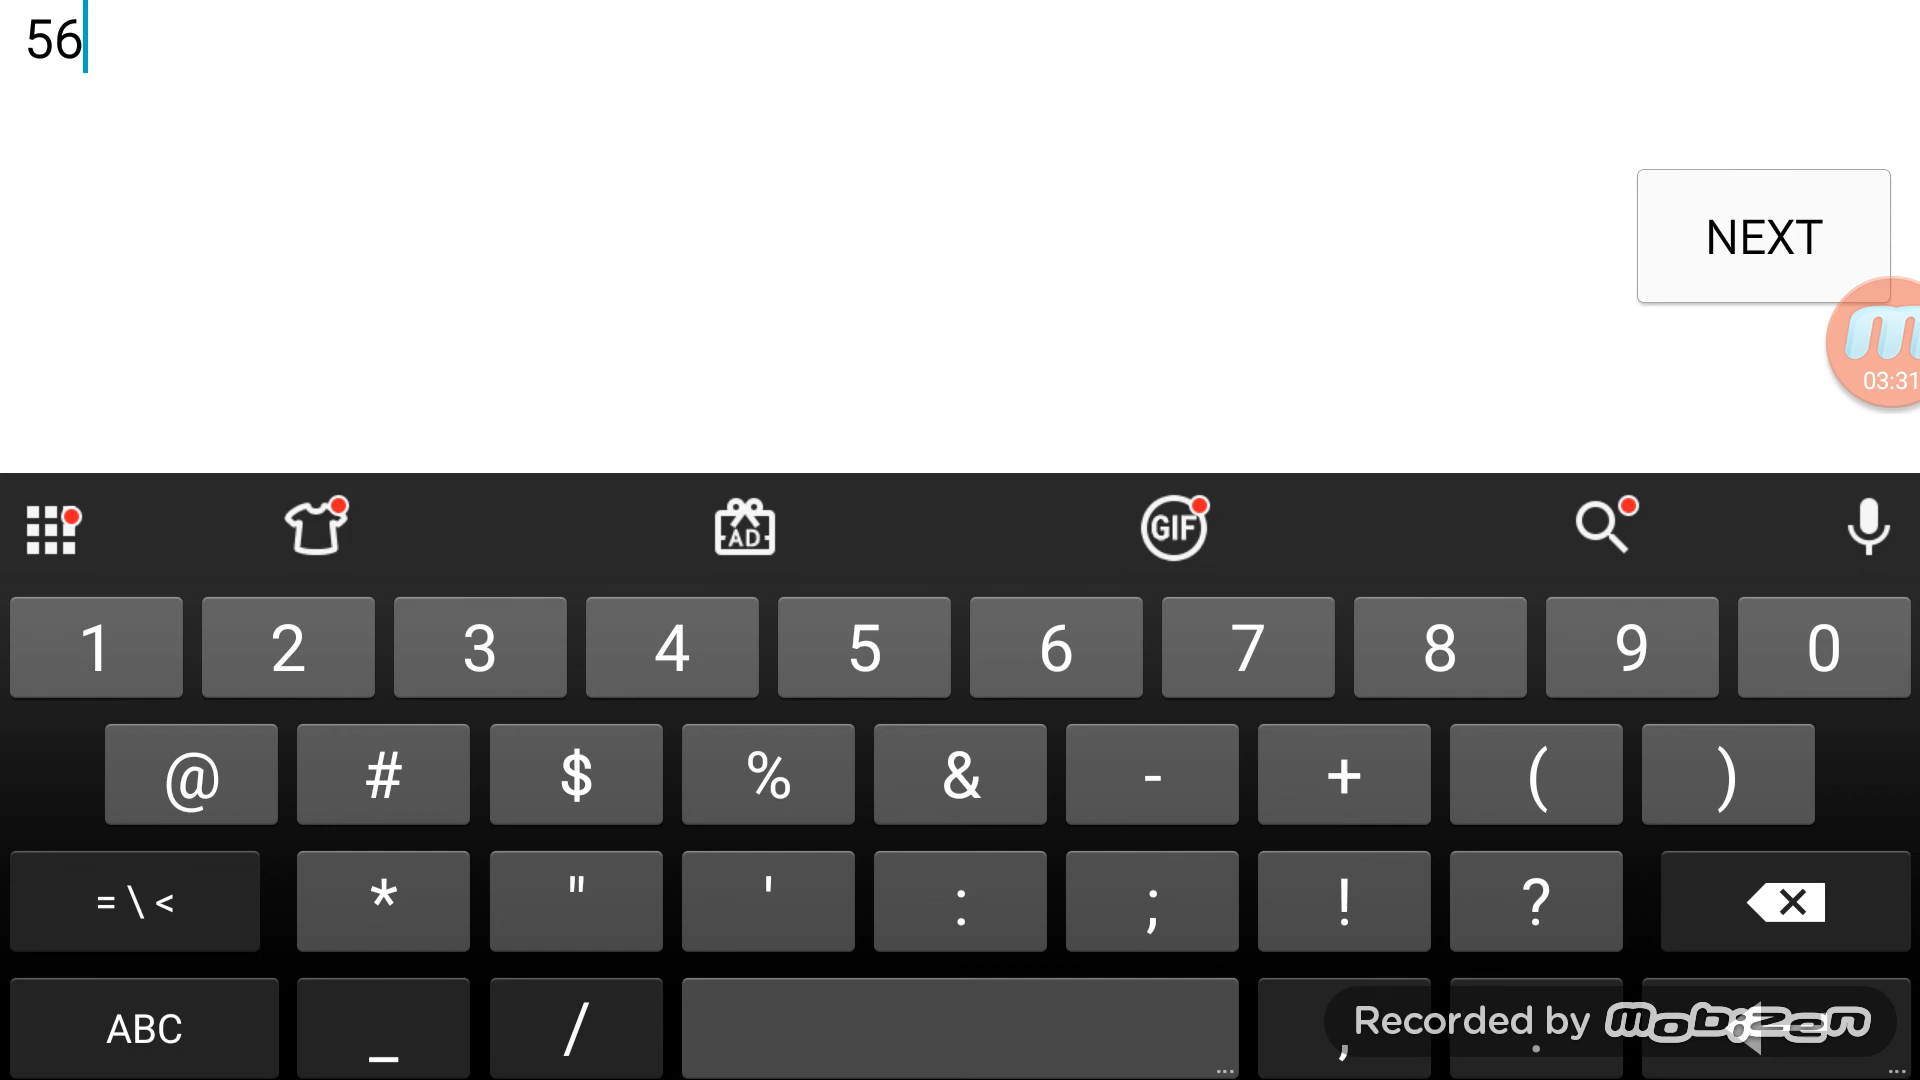 56
NEXT
03:31
AD
GIF
1 2 3 4 5 6 7 8 9 0
@ # $ % & - + ( )
= \ < * " ' : ; ! ?
ABC _ / , .
Recorded by mobizen